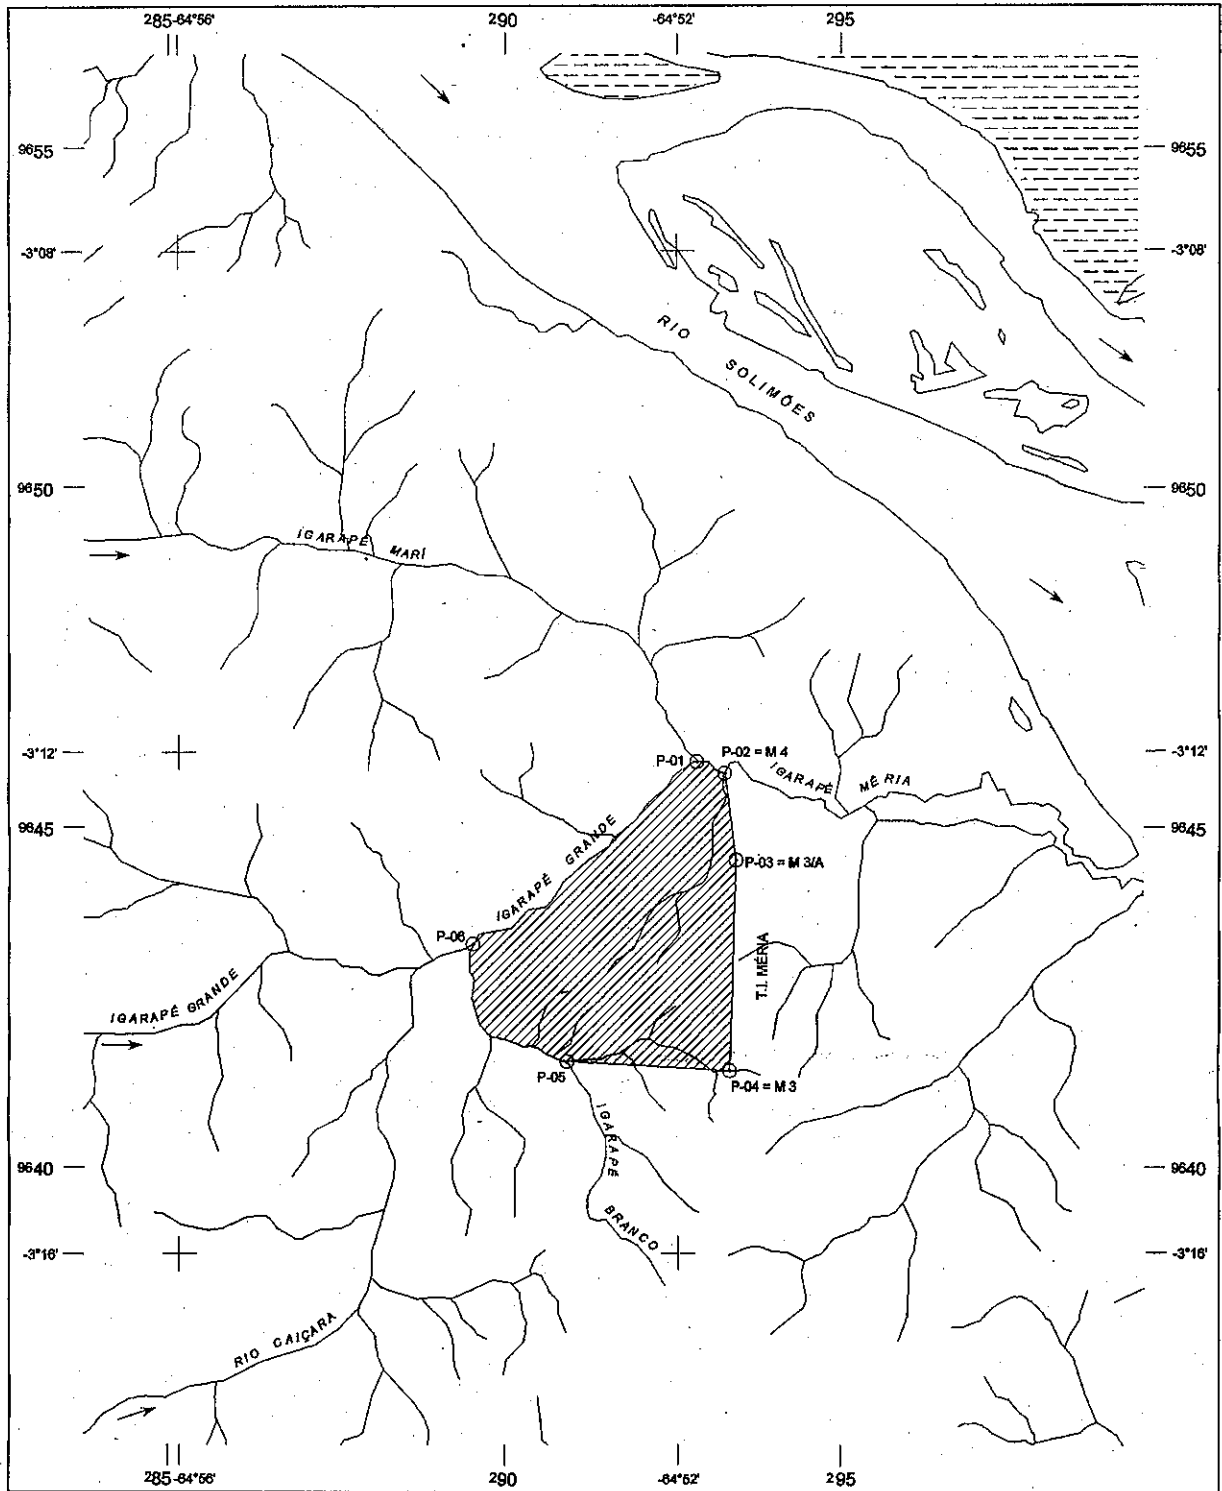 285 -64°56' 290 -64°52' 295
9655 9655
-3°08' -3°08'
RIO SOLIMÕES
9650 9650
IGARAPÉ MARÍ
-3°12' -3°12'
P-01 P-02 = M 4
IGARAPÉ MÉRIA
9645 9645
IGARAPÉ GRANDE
P-03 = M 3/A
P-06
T.I. MÉRIA
IGARAPÉ GRANDE
P-05 P-04 = M 3
IGARAPÉ BRANCO
9640 9640
-3°16' -3°16'
RIO CAIÇARA
285 -64°56' 290 -64°52' 295